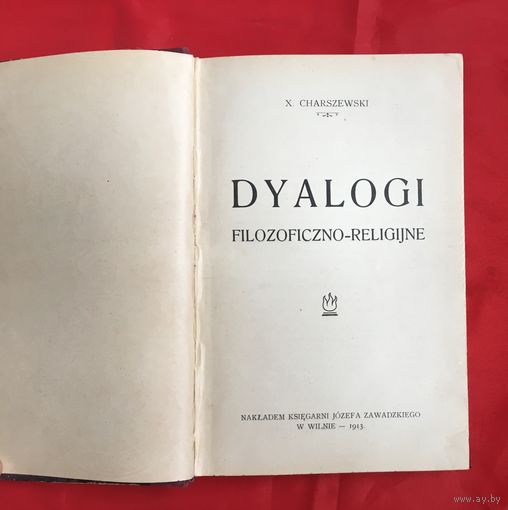 X. CHARSZEWSKI
DYALOGI
FILOZOFICZNO-RELIGIJNE
NAKŁADEM KSIĘGARNI JÓZEFA ZAWADZKIEGO
W WILNIE — 1913.
www.ay.by